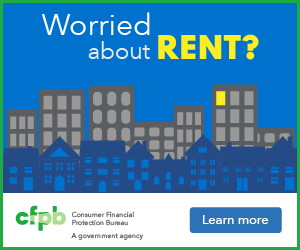 Worried
about RENT?
cfpb
Consumer Financial
Protection Bureau
A government agency
Learn more